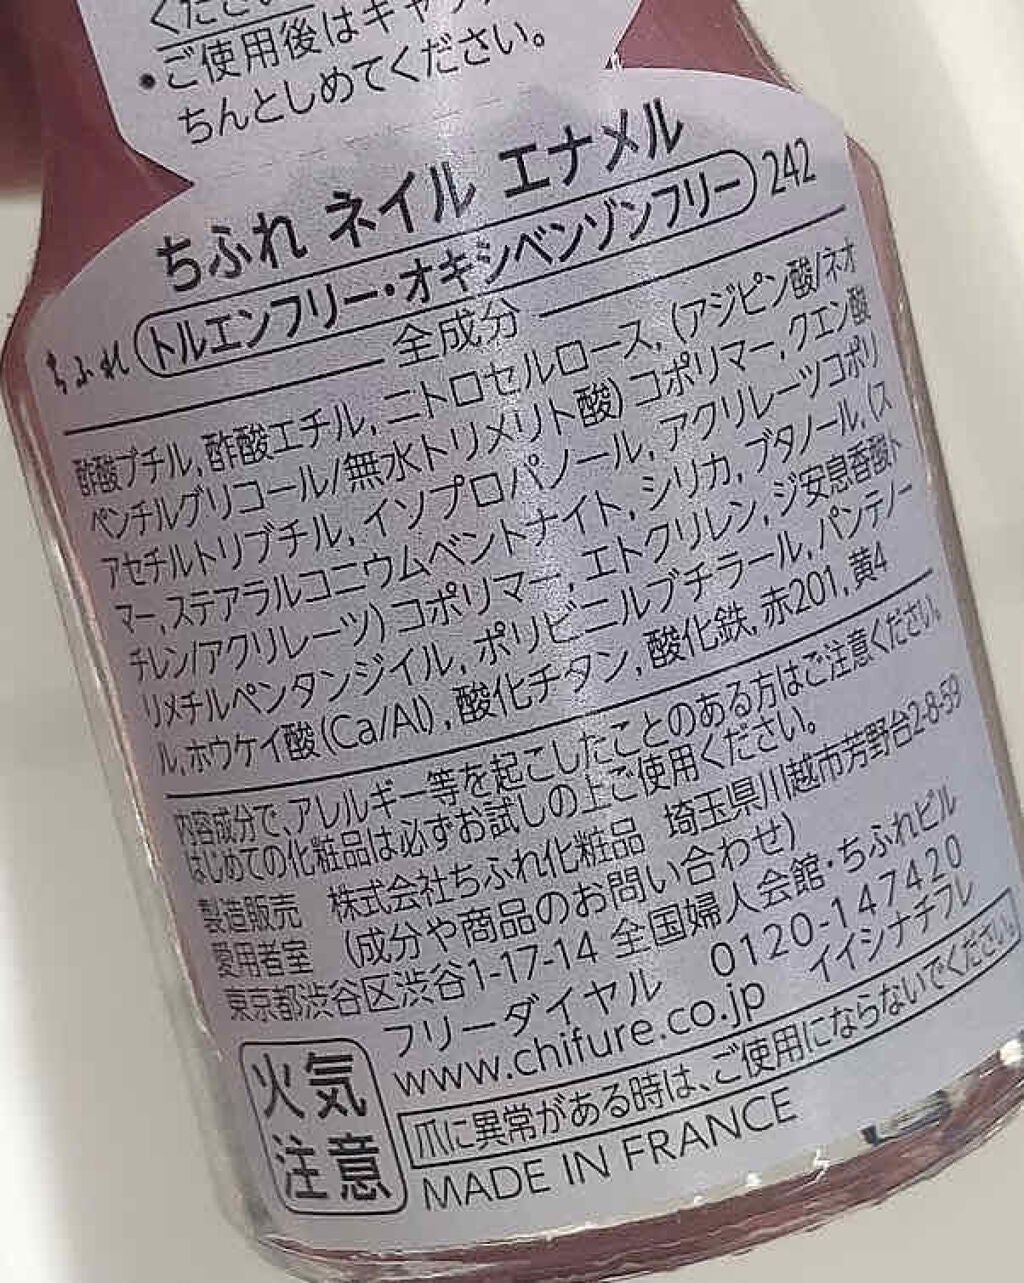 ください
•ご使用後はキャッ
ちんとしめてください。
ちふれ ネイル エナメル
ちふれ トルエンフリー・オキシベンゾンフリー 242
全成分
酢酸ブチル, 酢酸エチル, ニトロセルロース, (アジピン酸/ネオ
ペンチルグリコール/無水トリメリト酸) コポリマー, クエン酸
アセチルトリブチル, イソプロパノール, アクリレーツコポリ
マー, ステアラルコニウムベントナイト, シリカ, ブタノール, (ス
チレン/アクリレーツ) コポリマー, エトクリレン, ジ安息香酸ト
リメチルペンタンジイル, ポリビニルブチラール, パンテノー
ル, ホウケイ酸(Ca/Al), 酸化チタン, 酸化鉄, 赤201, 黄4
内容成分で、アレルギー等を起こしたことのある方はご注意ください。
はじめての化粧品は必ずお試しの上ご使用ください。
製造販売 株式会社ちふれ化粧品 埼玉県川越市芳野台2-8-59
愛用者室 (成分や商品のお問い合わせ)
東京都渋谷区渋谷1-17-14 全国婦人会館・ちふれビル
フリーダイヤル 0120-147420
イイシナチフレ
www.chifure.co.jp
火気
注意
爪に異常がある時は、ご使用にならないでください。
MADE IN FRANCE